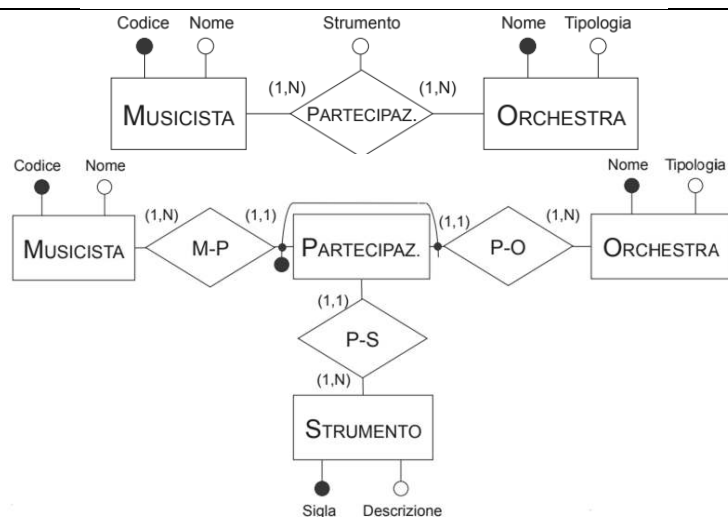 Codice Nome Strumento Nome Tipologia
(1,N) (1,N)
MUSICISTA PARTECIPAZ. ORCHESTRA
Codice Nome Nome Tipologia
(1,N) (1,1) (1,1) (1,N)
MUSICISTA M-P PARTECIPAZ. P-O ORCHESTRA
(1,1)
P-S
(1,N)
STRUMENTO
Sigla Descrizione